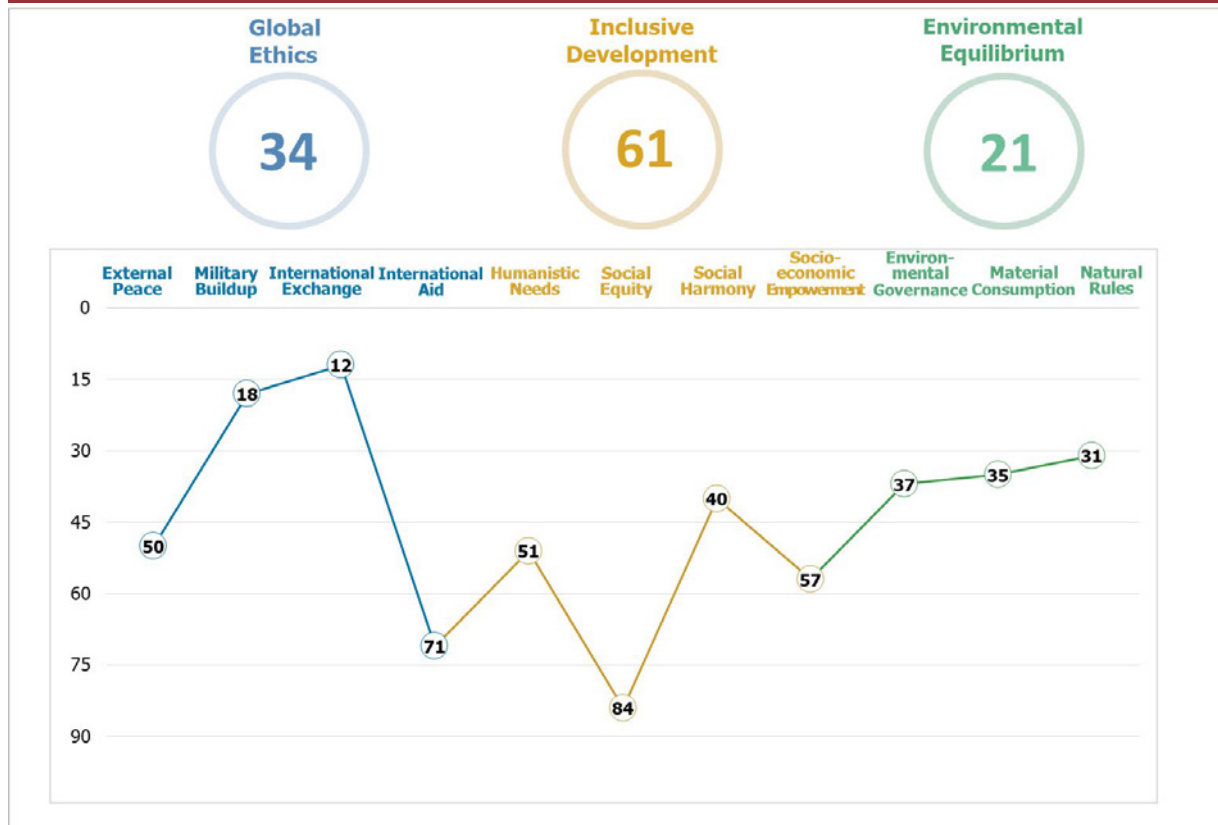 Global
Ethics
Inclusive
Development
Environmental
Equilibrium
34
61
21
External
Peace
Military
Buildup
International
Exchange
International
Aid
Humanistic
Needs
Social
Equity
Social
Harmony
Socio-
economic
Empowerment
Environ-
mental
Governance
Material
Consumption
Natural
Rules
0
15
30
45
60
75
90
50
18
12
71
51
84
40
57
37
35
31